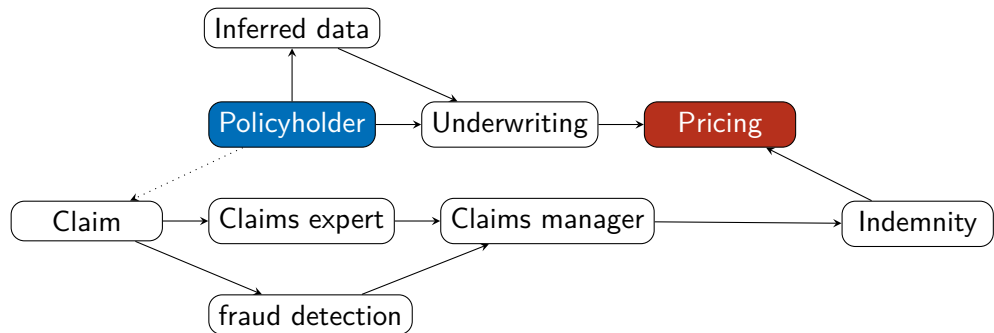 Inferred data
Policyholder
Underwriting
Pricing
Claim
Claims expert
Claims manager
Indemnity
fraud detection